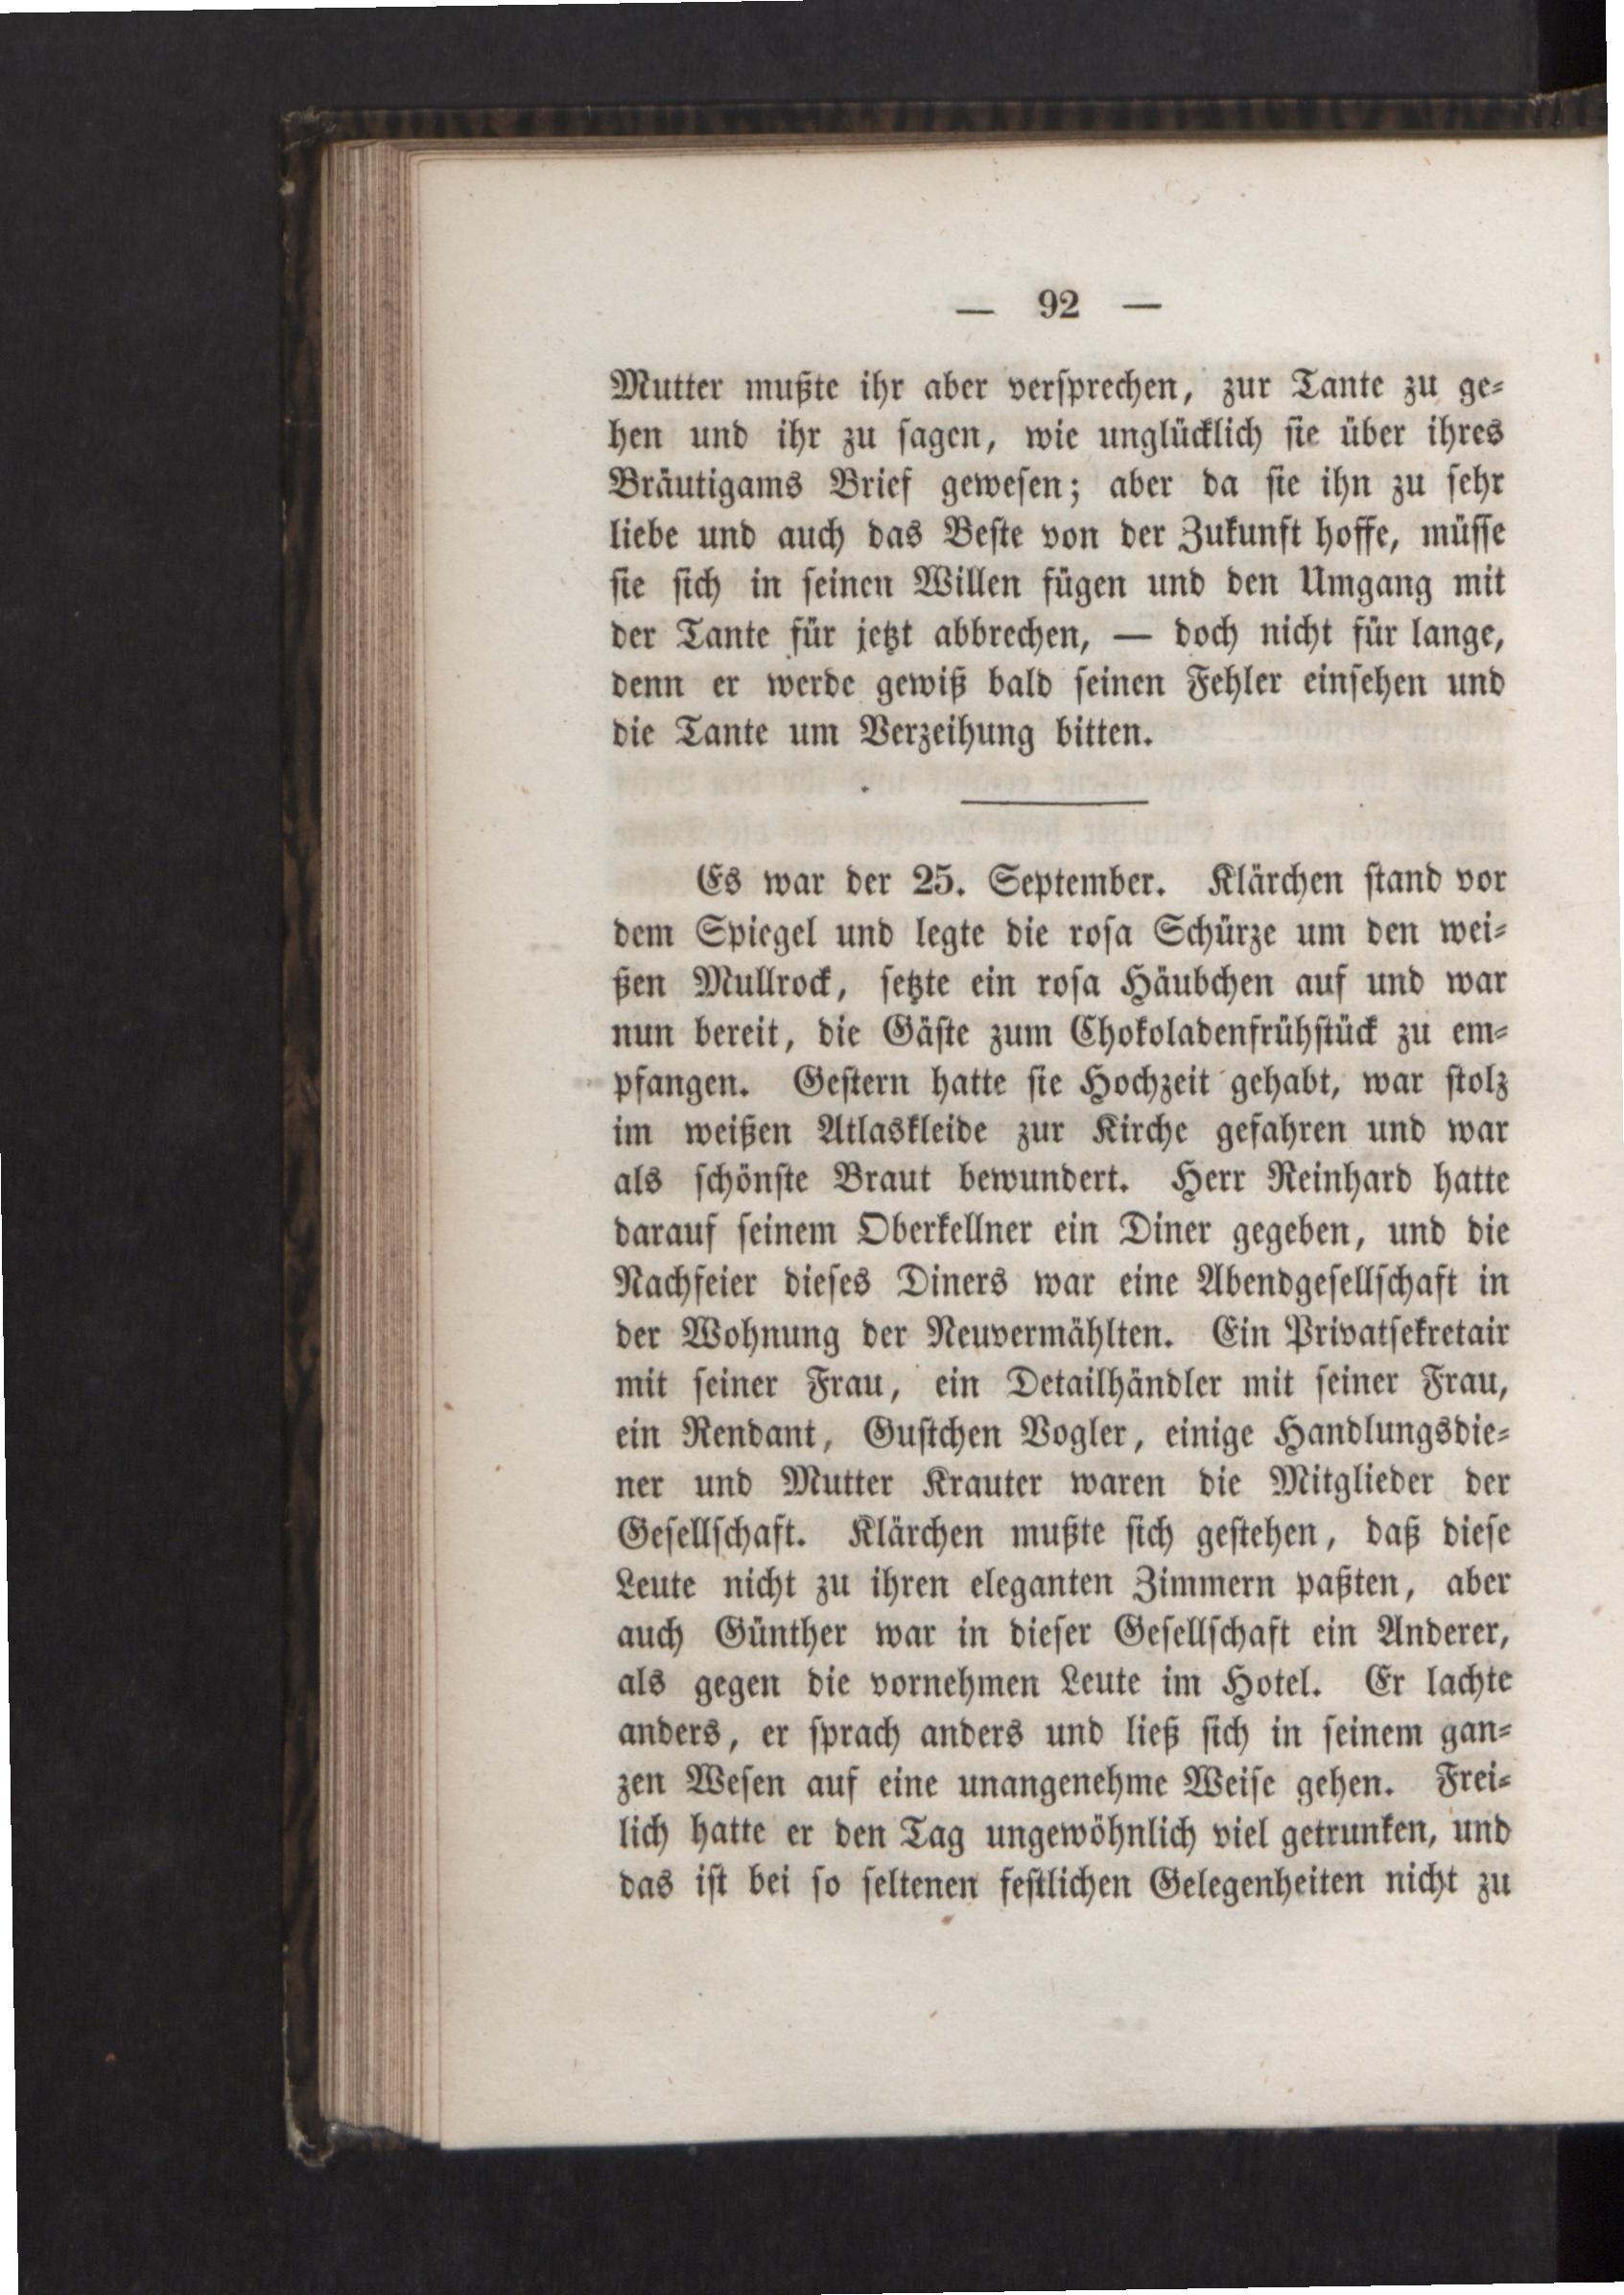 — 92 —
Mutter mußte ihr aber versprechen, zur Tante zu ge-
hen und ihr zu sagen, wie unglücklich sie über ihres
Bräutigams Brief gewesen; aber da sie ihn zu sehr
liebe und auch das Beste von der Zukunft hoffe, müsse
sie sich in seinen Willen fügen und den Umgang mit
der Tante für jetzt abbrechen, — doch nicht für lange,
denn er werde gewiß bald seinen Fehler einsehen und
die Tante um Verzeihung bitten.
Es war der 25. September. Klärchen stand vor
dem Spiegel und legte die rosa Schürze um den wei-
ßen Mullrock, setzte ein rosa Häubchen auf und war
nun bereit, die Gäste zum Chokoladenfrühstück zu em-
pfangen. Gestern hatte sie Hochzeit gehabt, war stolz
im weißen Atlaskleide zur Kirche gefahren und war
als schönste Braut bewundert. Herr Reinhard hatte
darauf seinem Oberkellner ein Diner gegeben, und die
Nachfeier dieses Diners war eine Abendgesellschaft in
der Wohnung der Neuvermählten. Ein Privatsekretair
mit seiner Frau, ein Detailhändler mit seiner Frau,
ein Rendant, Gustchen Vogler, einige Handlungsdie-
ner und Mutter Krauter waren die Mitglieder der
Gesellschaft. Klärchen mußte sich gestehen, daß diese
Leute nicht zu ihren eleganten Zimmern paßten, aber
auch Günther war in dieser Gesellschaft ein Anderer,
als gegen die vornehmen Leute im Hotel. Er lachte
anders, er sprach anders und ließ sich in seinem gan-
zen Wesen auf eine unangenehme Weise gehen. Frei-
lich hatte er den Tag ungewöhnlich viel getrunken, und
das ist bei so seltenen festlichen Gelegenheiten nicht zu